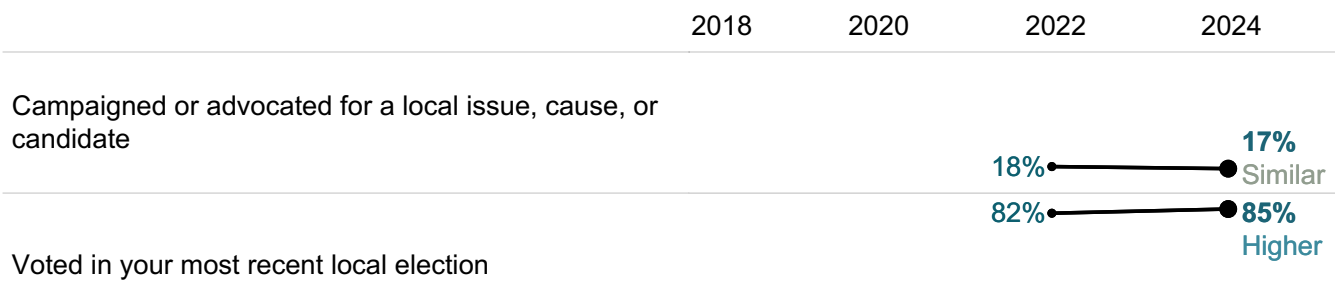 2018 2020 2022 2024
Campaigned or advocated for a local issue, cause, or
candidate
17%
18%
Similar
82%
85%
Higher
Voted in your most recent local election